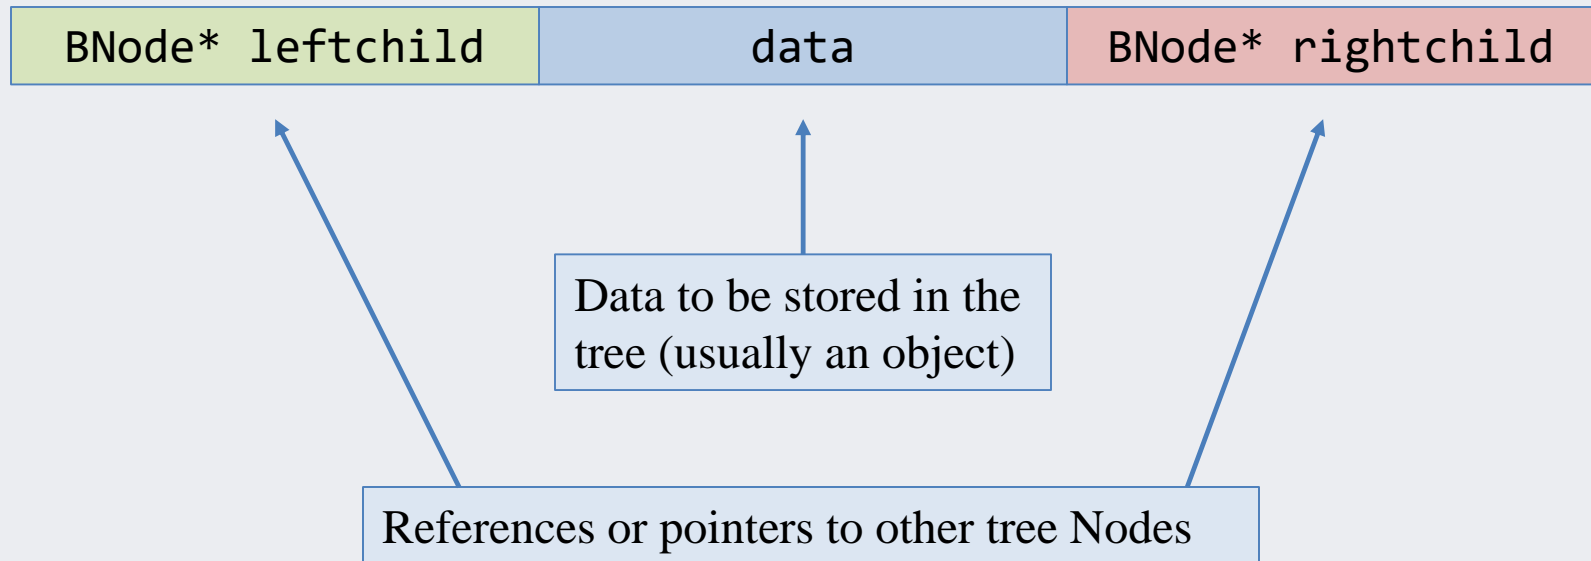 BNode* leftchild
data
BNode* rightchild
Data to be stored in the
tree (usually an object)
References or pointers to other tree Nodes